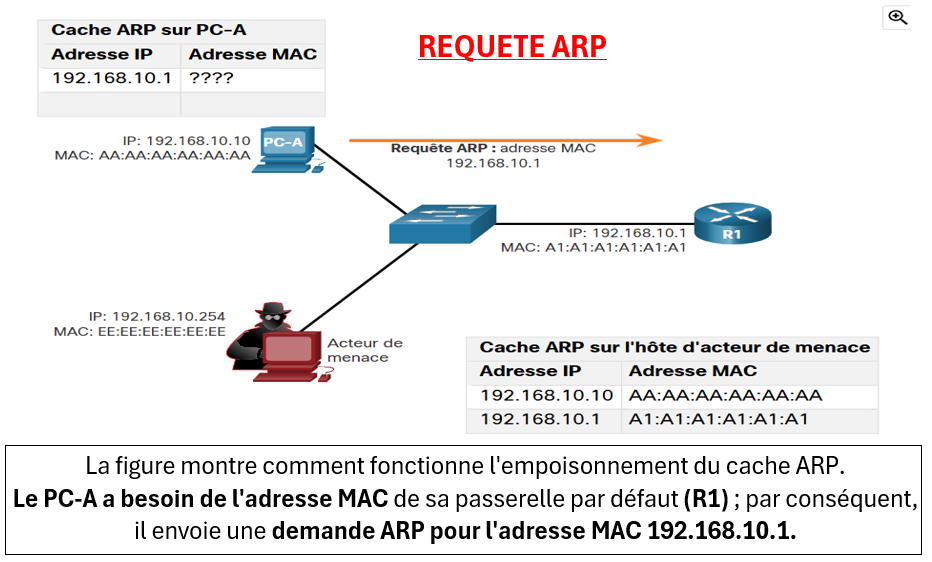 Cache ARP sur PC-A
Adresse IP Adresse MAC
192.168.10.1 ????
REQUETE ARP
IP: 192.168.10.10
MAC: AA:AA:AA:AA:AA:AA
PC-A
Requête ARP : adresse MAC
192.168.10.1
IP: 192.168.10.1
MAC: A1:A1:A1:A1:A1:A1
R1
IP: 192.168.10.254
MAC: EE:EE:EE:EE:EE:EE
Acteur de
menace
Cache ARP sur l'hôte d'acteur de menace
Adresse IP Adresse MAC
192.168.10.10 AA:AA:AA:AA:AA:AA
192.168.10.1 A1:A1:A1:A1:A1:A1
La figure montre comment fonctionne l'empoisonnement du cache ARP.
Le PC-A a besoin de l'adresse MAC de sa passerelle par défaut (R1) ; par conséquent,
il envoie une demande ARP pour l'adresse MAC 192.168.10.1.